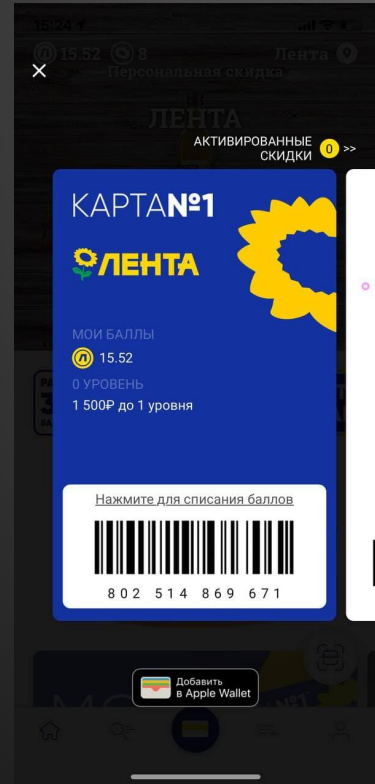 15:24
15.52 8 Лента
Персональная скидка
ЛЕНТА
АКТИВИРОВАННЫЕ
СКИДКИ 0 >>
КАРТА№1
ЛЕНТА
МОИ БАЛЛЫ
Л 15.52
0 УРОВЕНЬ
1 500₽ до 1 уровня
Нажмите для списания баллов
802 514 869 671
Добавить
в Apple Wallet